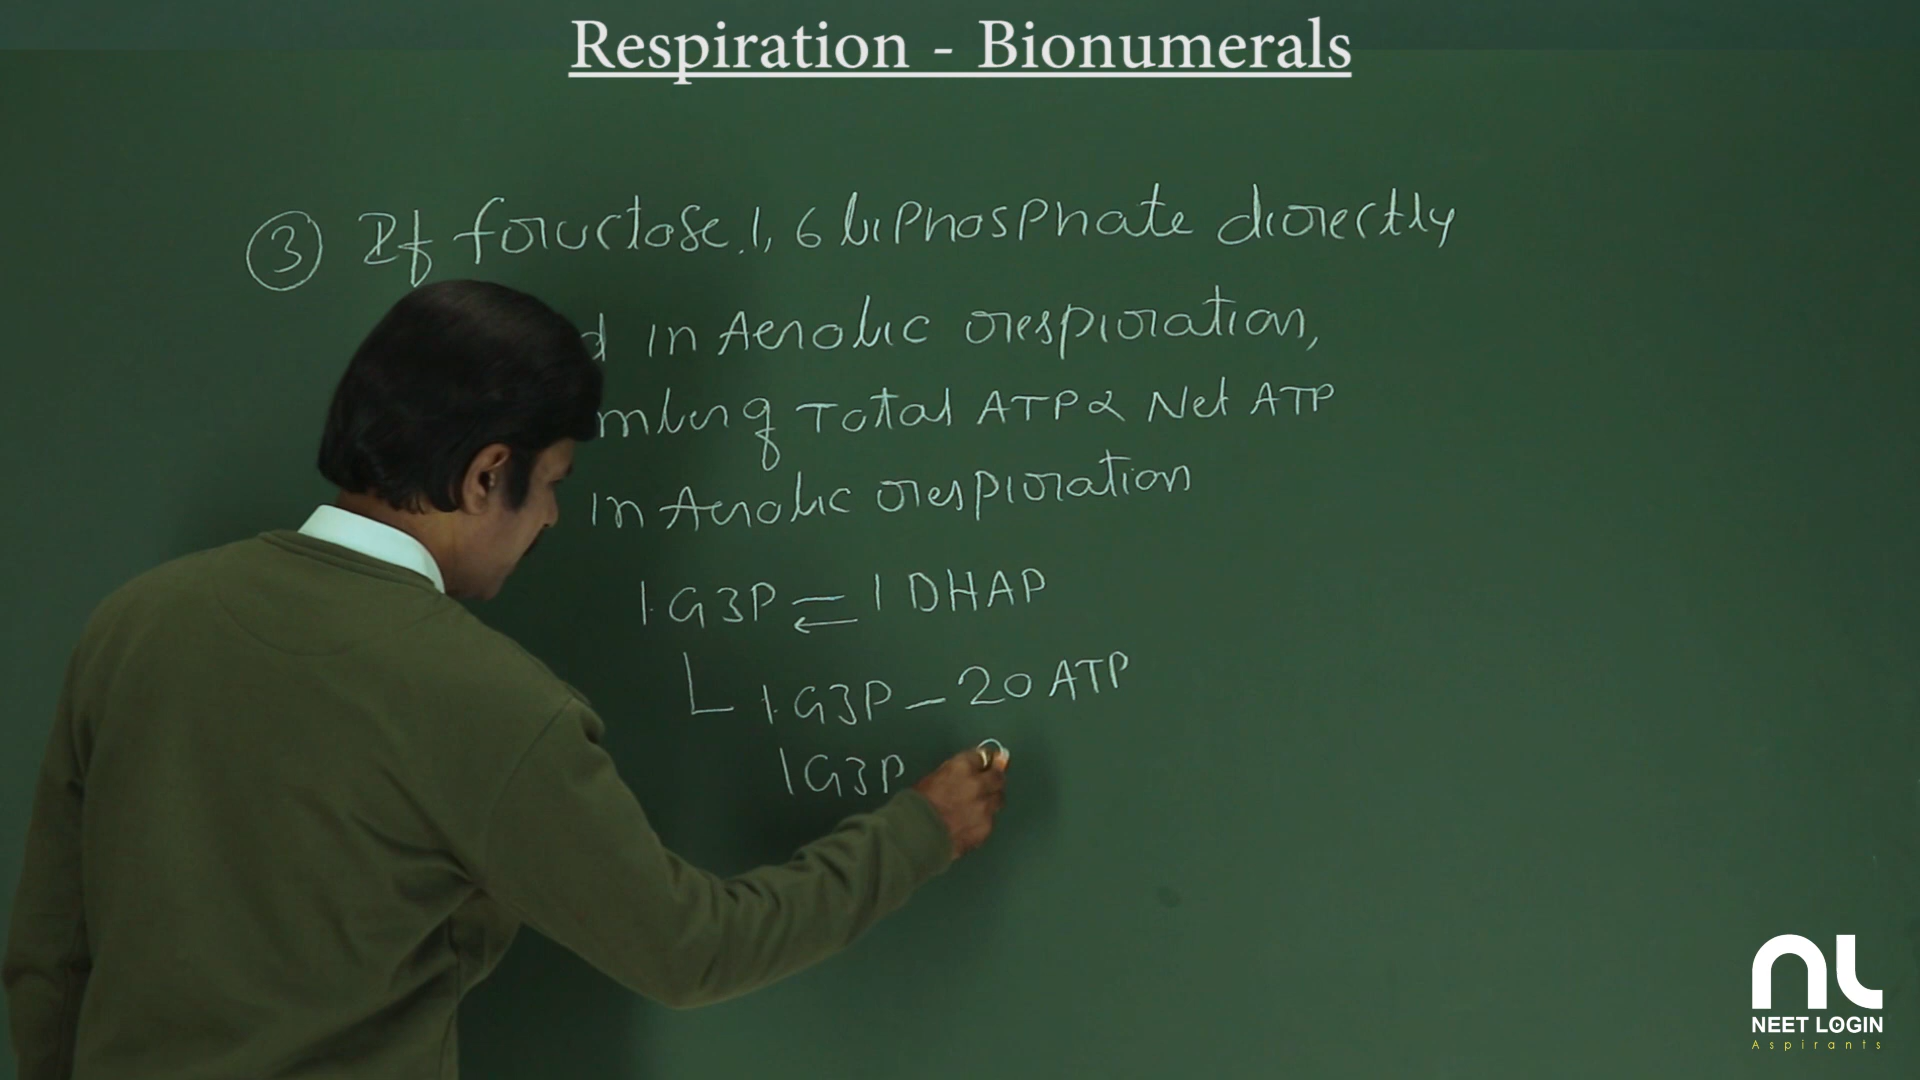 Respiration - Bionumerals
③ If fructose 1, 6 biphosphate directly
in Aerobic respiration,
Total ATP & Net ATP
in Aerobic respiration
1 G3P ⇌ 1 DHAP
1 G3P - 20 ATP
1 G3P
NEET LOGIN
Aspirants